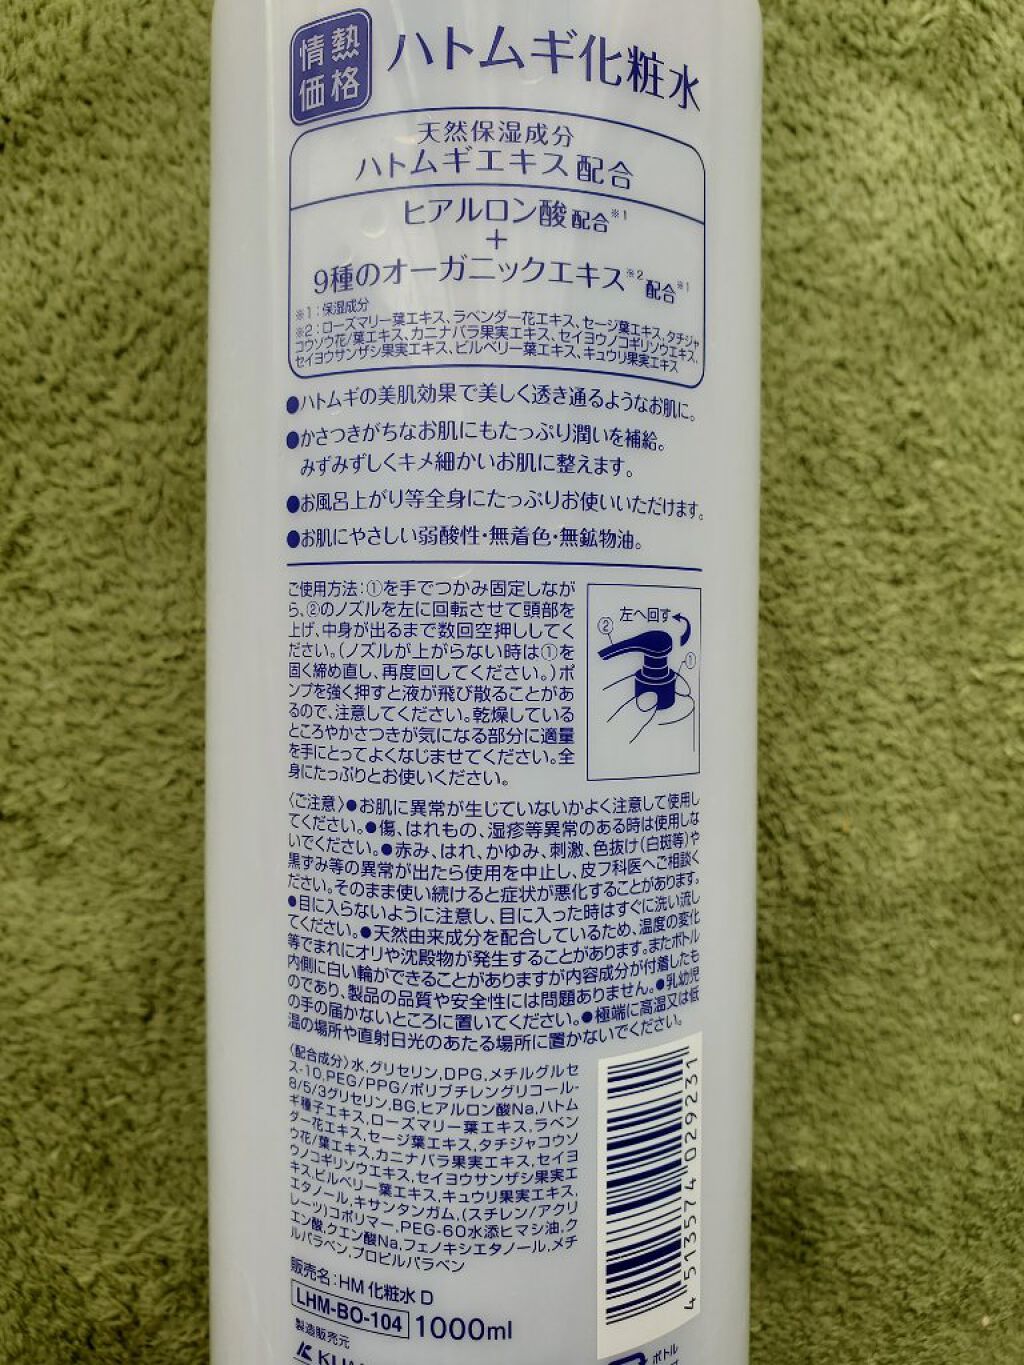 情熱
価格
ハトムギ化粧水
天然保湿成分
ハトムギエキス配合
ヒアルロン酸配合※1
+
9種のオーガニックエキス※2配合※1
※1:保湿成分
※2:ローズマリー葉エキス、ラベンダー花エキス、セージ葉エキス、タチジャ
コウソウ花/葉エキス、カニナバラ果実エキス、セイヨウノコギリソウエキス、
セイヨウサンザシ果実エキス、ビルベリー葉エキス、キュウリ果実エキス
●ハトムギの美肌効果で美しく透き通るようなお肌に。
●かさつきがちなお肌にもたっぷり潤いを補給。
みずみずしくキメ細かいお肌に整えます。
●お風呂上がり等全身にたっぷりお使いいただけます。
●お肌にやさしい弱酸性・無着色・無鉱物油。
ご使用方法:①を手でつかみ固定しなが
ら、②のノズルを左に回転させて頭部を
上げ、中身が出るまで数回空押ししてく
ださい。(ノズルが上がらない時は①を
固く締め直し、再度回してください。)ポ
ンプを強く押すと液が飛び散ることがあ
るので、注意してください。乾燥している
ところやかさつきが気になる部分に適量
を手にとってよくなじませてください。全
身にたっぷりとお使いください。
左へ回す
②
①
〈ご注意〉●お肌に異常が生じていないかよく注意して使用し
てください。●傷、はれもの、湿疹等異常のある時は使用しな
いでください。●赤み、はれ、かゆみ、刺激、色抜け(白斑等)や
黒ずみ等の異常が出たら使用を中止し、皮フ科医へご相談く
ださい。そのまま使い続けると症状が悪化することがあります。
●目に入らないように注意し、目に入った時はすぐに洗い流し
てください。●天然由来成分を配合しているため、温度の変化
等でまれにオリや沈殿物が発生することがあります。またボトル
内側に白い輪ができることがありますが内容成分が付着したも
のであり、製品の品質や安全性には問題ありません。●乳幼児
の手の届かないところに置いてください。●極端に高温又は低
温の場所や直射日光のあたる場所に置かないでください。
〈配合成分〉水,グリセリン,DPG,メチルグルセ
ス-10,PEG/PPG/ポリブチレングリコール-
8/5/3グリセリン,BG,ヒアルロン酸Na,ハトム
ギ種子エキス,ローズマリー葉エキス,ラベン
ダー花エキス,セージ葉エキス,タチジャコウソ
ウ花/葉エキス,カニナバラ果実エキス,セイヨ
ウノコギリソウエキス,セイヨウサンザシ果実エ
キス,ビルベリー葉エキス,キュウリ果実エキス,
エタノール,キサンタンガム,(スチレン/アクリ
レーツ)コポリマー,PEG-60水添ヒマシ油,ク
エン酸,クエン酸Na,フェノキシエタノール,メチ
ルパラベン,プロピルパラベン
4 513574 029231
販売名:HM 化粧水 D
LHM-BO-104 1000ml
製造販売元
ボトル